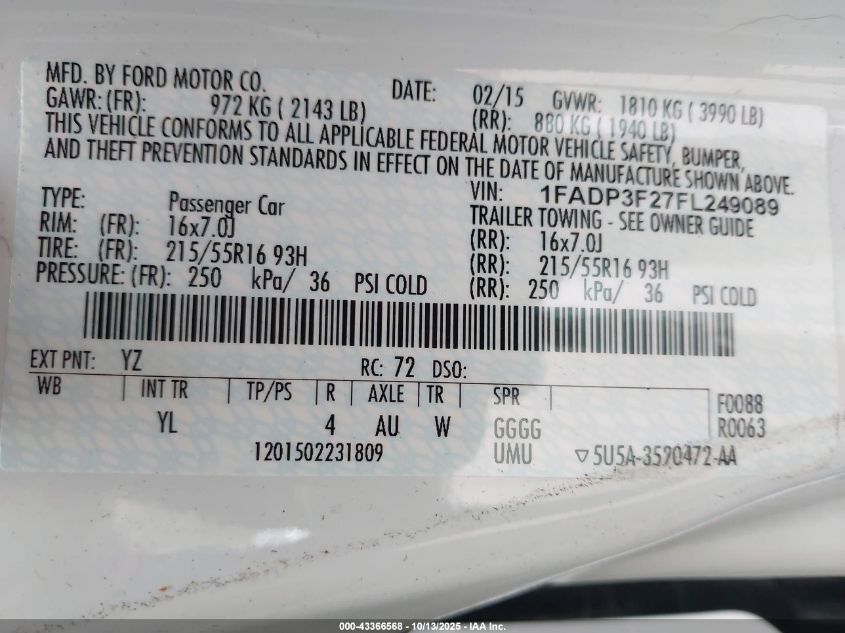 MFD. BY FORD MOTOR CO. DATE: 02/15 GVWR: 1810 KG ( 3990 LB)
GAWR: (FR): 972 KG ( 2143 LB) (RR): 880 KG ( 1940 LB)
THIS VEHICLE CONFORMS TO ALL APPLICABLE FEDERAL MOTOR VEHICLE SAFETY, BUMPER,
AND THEFT PREVENTION STANDARDS IN EFFECT ON THE DATE OF MANUFACTURE SHOWN ABOVE.
VIN: 1FADP3F27FL249089
TYPE: Passenger Car TRAILER TOWING - SEE OWNER GUIDE
RIM: (FR): 16x7.0J (RR): 16x7.0J
TIRE: (FR): 215/55R16 93H (RR): 215/55R16 93H
PRESSURE: (FR): 250 kPa/ 36 PSI COLD (RR): 250 kPa/ 36 PSI COLD
EXT PNT: YZ RC: 72 DSO:
WB INT TR TP/PS R AXLE TR SPR F0088
YL 4 AU W GGGG R0063
1201502231809 UMU ▽5U5A-3520472-AA
000-43366568 - 10/13/2025 - IAA Inc.